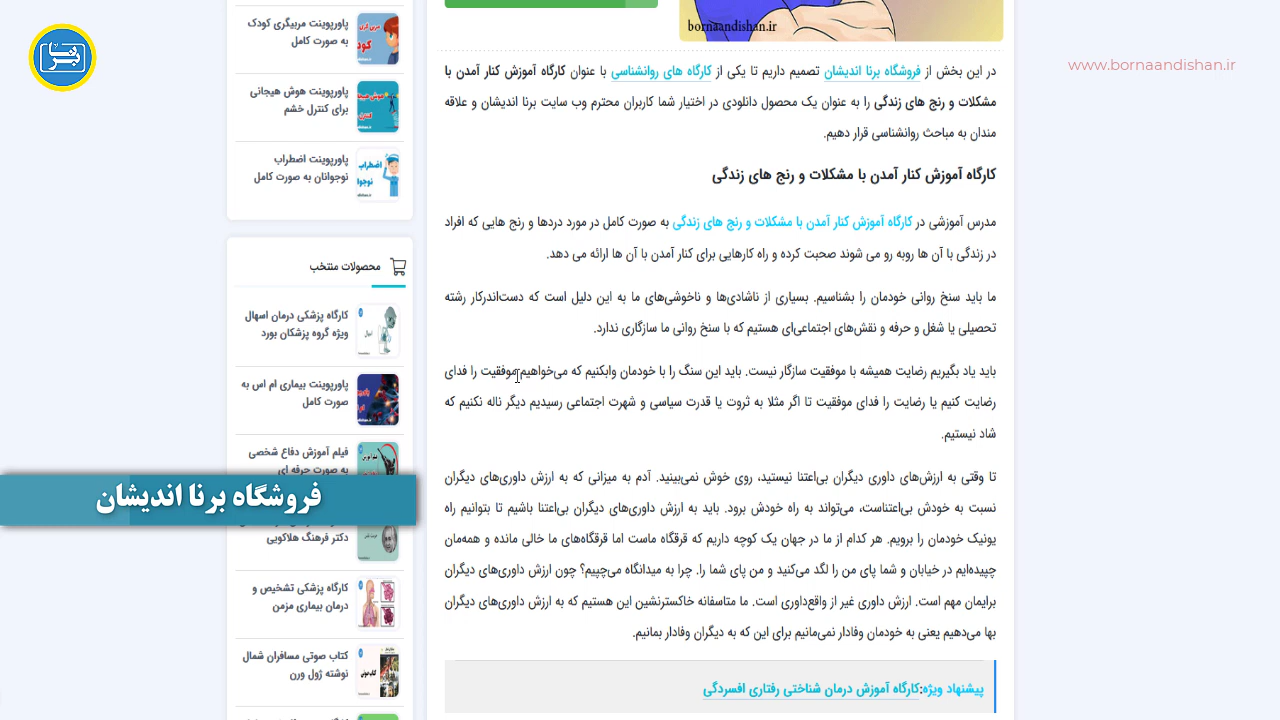 bornaandishan.ir
www.bornaandishan.ir
برنا
در این بخش از فروشگاه برنا اندیشان تصمیم داریم تا یکی از کارگاه های روانشناسی با عنوان کارگاه آموزش کنار آمدن با
مشکلات و رنج های زندگی را به عنوان یک محصول دانلودی در اختیار شما کاربران محترم وب سایت برنا اندیشان و علاقه
مندان به مباحث روانشناسی قرار دهیم.
کارگاه آموزش کنار آمدن با مشکلات و رنج های زندگی
مدرس آموزشی در کارگاه آموزش کنار آمدن با مشکلات و رنج های زندگی به صورت کامل در مورد دردها و رنج هایی که افراد
در زندگی با آن ها روبه رو می شوند صحبت کرده و راه کارهایی برای کنار آمدن با آن ها ارائه می دهد.
ما باید سنخ روانی خودمان را بشناسیم. بسیاری از ناشادی‌ها و ناخوشی‌های ما به این دلیل است که دست‌اندرکار رشته
تحصیلی یا شغل و حرفه و نقش‌های اجتماعی‌ای هستیم که با سنخ روانی ما سازگاری ندارد.
باید یاد بگیریم رضایت همیشه با موفقیت سازگار نیست. باید این سنگ را با خودمان وابکنیم که می‌خواهیم موفقیت را فدای
رضایت کنیم یا رضایت را فدای موفقیت تا اگر مثلا به ثروت یا قدرت سیاسی و شهرت اجتماعی رسیدیم دیگر ناله نکنیم که
شاد نیستیم.
تا وقتی به ارزش‌های داوری دیگران بی‌اعتنا نیستید، روی خوش نمی‌بینید. آدم به میزانی که به ارزش داوری‌های دیگران
نسبت به خودش بی‌اعتناست، می‌تواند به راه خودش برود. باید به ارزش داوری‌های دیگران بی‌اعتنا باشیم تا بتوانیم راه
یونیک خودمان را برویم. هر کدام از ما در جهان یک کوچه داریم که قرقگاه ماست اما قرقگاه‌های ما خالی مانده و همه‌مان
چپیده‌ایم در خیابان و شما پای من را لگد می‌کنید و من پای شما را. چرا به میدانگاه می‌چپیم؟ چون ارزش داوری‌های دیگران
برایمان مهم است. ارزش داوری غیر از واقع‌داوری است. ما متاسفانه خاکسترنشین این هستیم که به ارزش داوری‌های دیگران
بها می‌دهیم یعنی به خودمان وفادار نمی‌مانیم برای این که به دیگران وفادار بمانیم.
پیشنهاد ویژه:کارگاه آموزش درمان شناختی رفتاری افسردگی
پاورپوینت مربیگری کودک
به صورت کامل
پاورپوینت هوش هیجانی
برای کنترل خشم
پاورپوینت اضطراب
نوجوانان به صورت کامل
محصولات منتخب
کارگاه پزشکی درمان اسهال
ویژه گروه پزشکان بورد
پاورپوینت بیماری ام اس به
صورت کامل
فیلم آموزش دفاع شخصی
به صورت حرفه ای
فروشگاه برنا اندیشان
دکتر فرهنگ هلاکویی
کارگاه پزشکی تشخیص و
درمان بیماری مزمن
کتاب صوتی مسافران شمال
نوشته ژول ورن